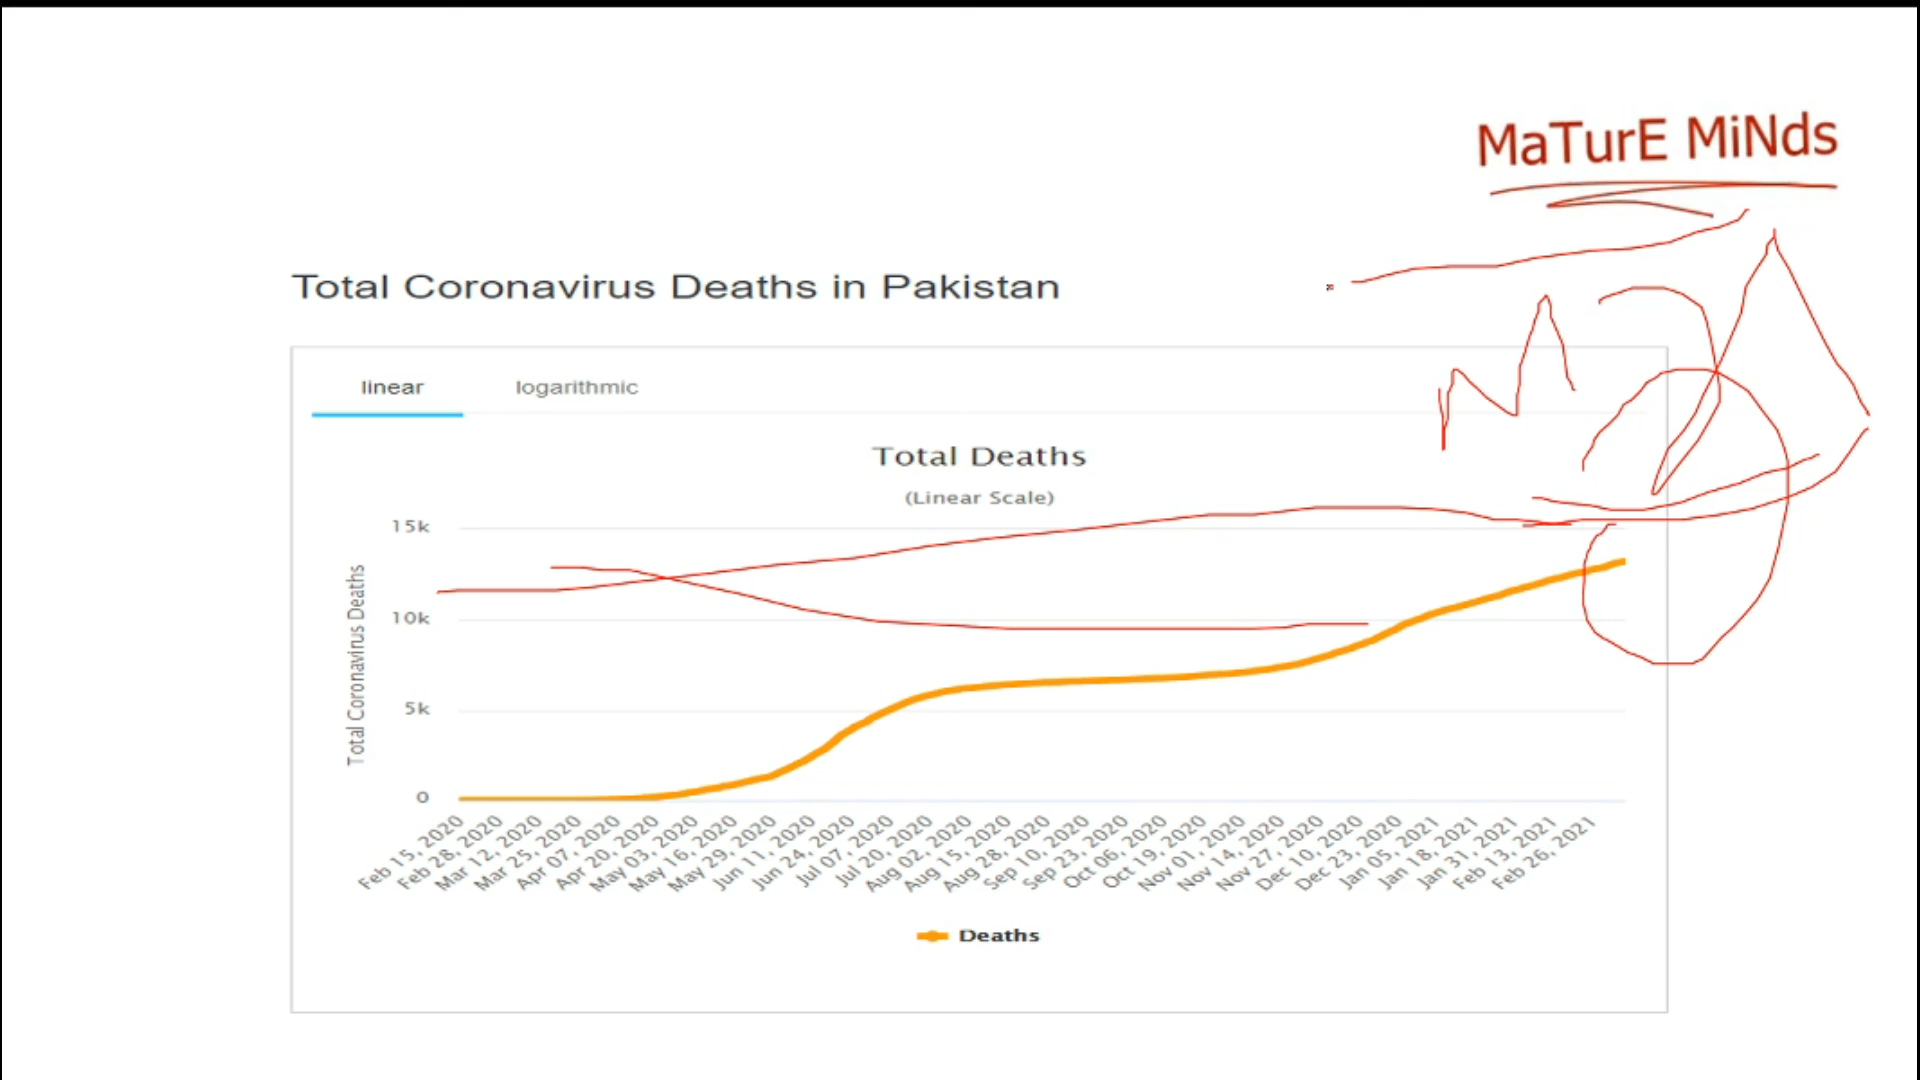 MaTurE MiNds
Total Coronavirus Deaths in Pakistan
linear
logarithmic
Total Deaths
(Linear Scale)
Total Coronavirus Deaths
15k
10k
5k
0
Feb 15, 2020
Feb 28, 2020
Mar 12, 2020
Mar 25, 2020
Apr 07, 2020
Apr 20, 2020
May 03, 2020
May 16, 2020
May 29, 2020
Jun 11, 2020
Jun 24, 2020
Jul 07, 2020
Jul 20, 2020
Aug 02, 2020
Aug 15, 2020
Aug 28, 2020
Sep 10, 2020
Sep 23, 2020
Oct 06, 2020
Oct 19, 2020
Nov 01, 2020
Nov 14, 2020
Nov 27, 2020
Dec 10, 2020
Dec 23, 2020
Jan 05, 2021
Jan 18, 2021
Jan 31, 2021
Feb 13, 2021
Feb 26, 2021
Deaths